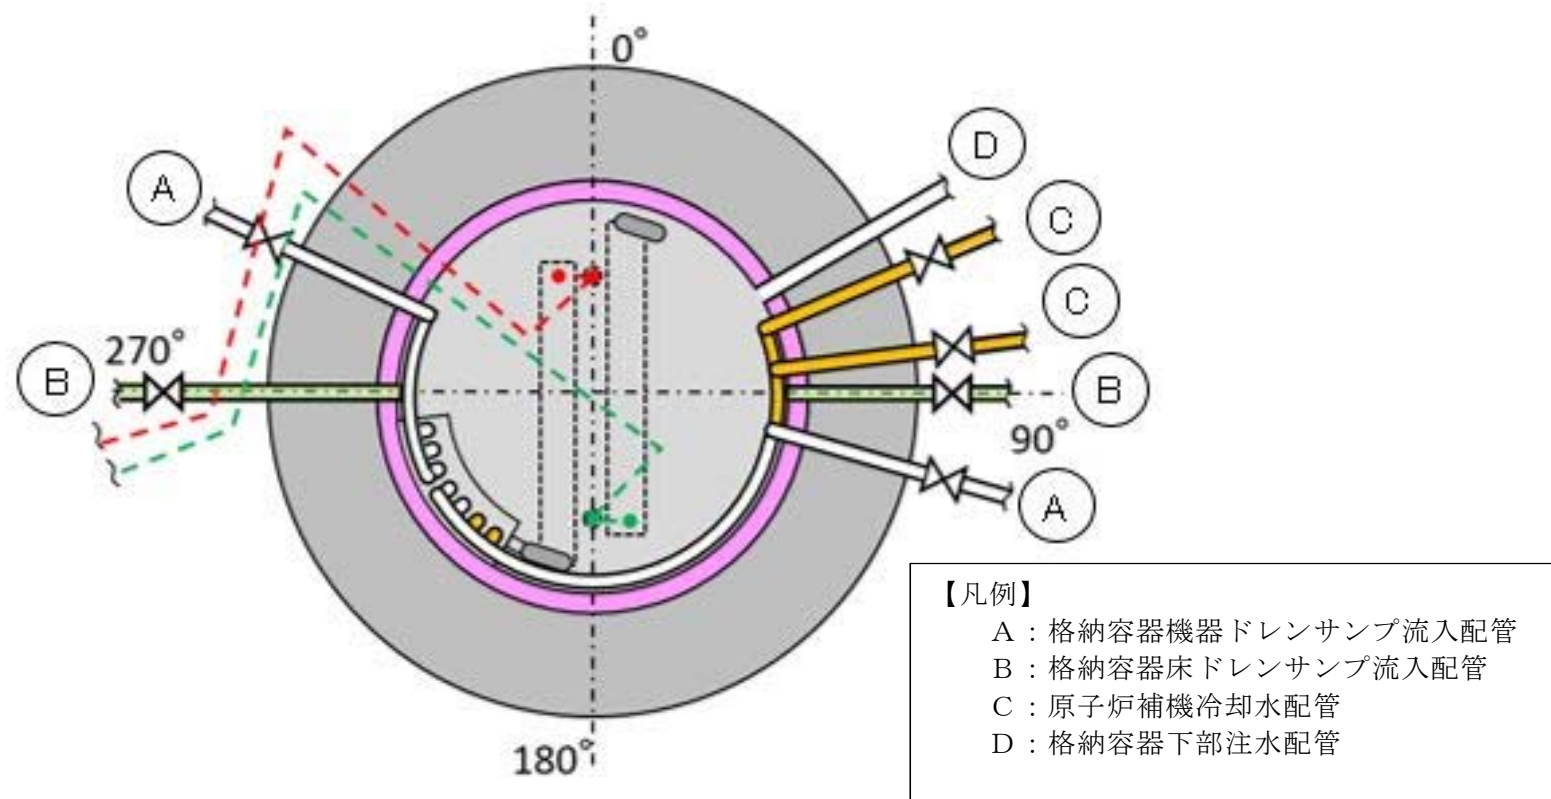 0°
D
A
C
C
270°
B
B
90°
A
180°
【凡例】
A：格納容器機器ドレンサンプ流入配管
B：格納容器床ドレンサンプ流入配管
C：原子炉補機冷却水配管
D：格納容器下部注水配管